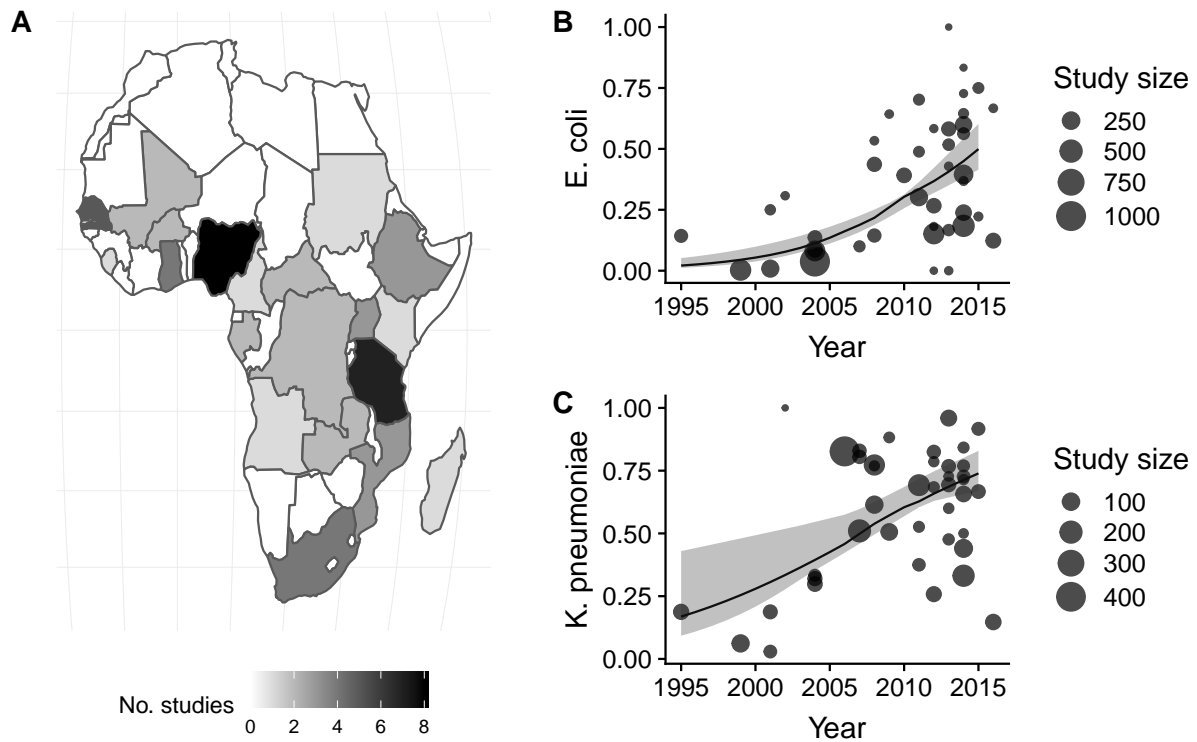 A
No. studies
0 2 4 6 8
B
E. coli
1.00
0.75
0.50
0.25
0.00
1995 2000 2005 2010 2015
Year
Study size
250
500
750
1000
C
K. pneumoniae
1.00
0.75
0.50
0.25
0.00
1995 2000 2005 2010 2015
Year
Study size
100
200
300
400